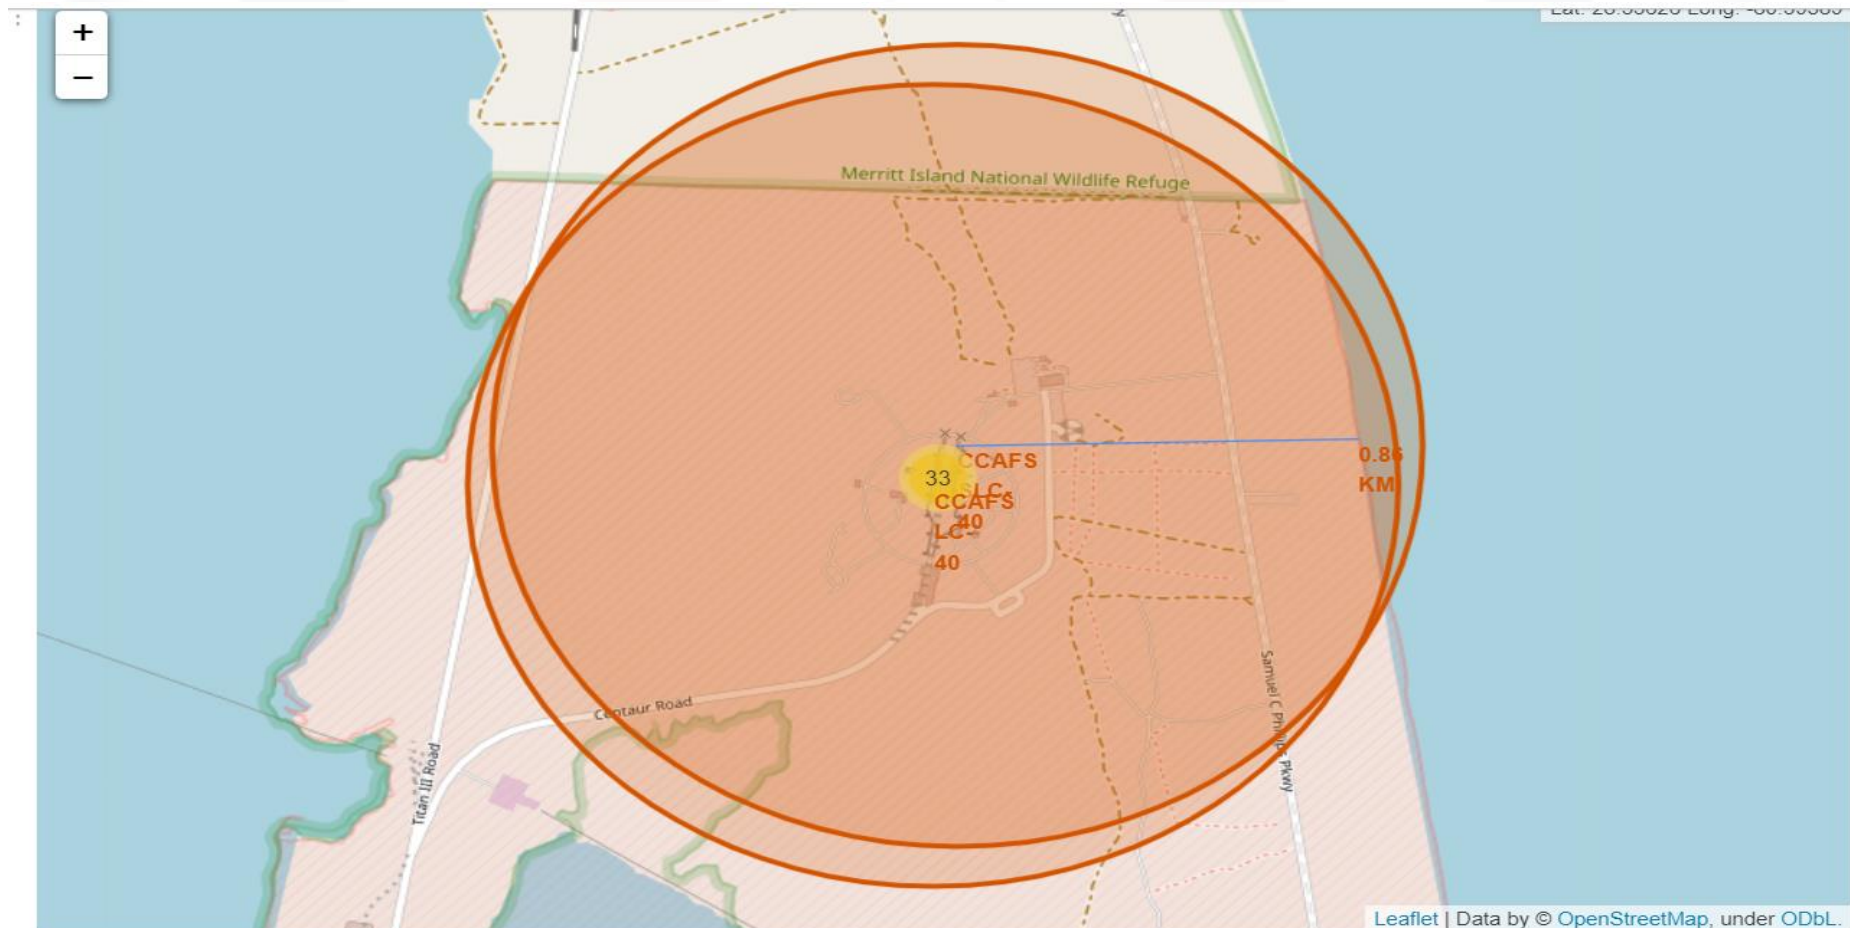 +
−
Merritt Island National Wildlife Refuge
33
CCAFS
SLC-
40
CCAFS
LC-
40
0.86
KM
Centaur Road
Titan III Road
Samuel C Phillips Pkwy
Leaflet | Data by © OpenStreetMap, under ODbL.